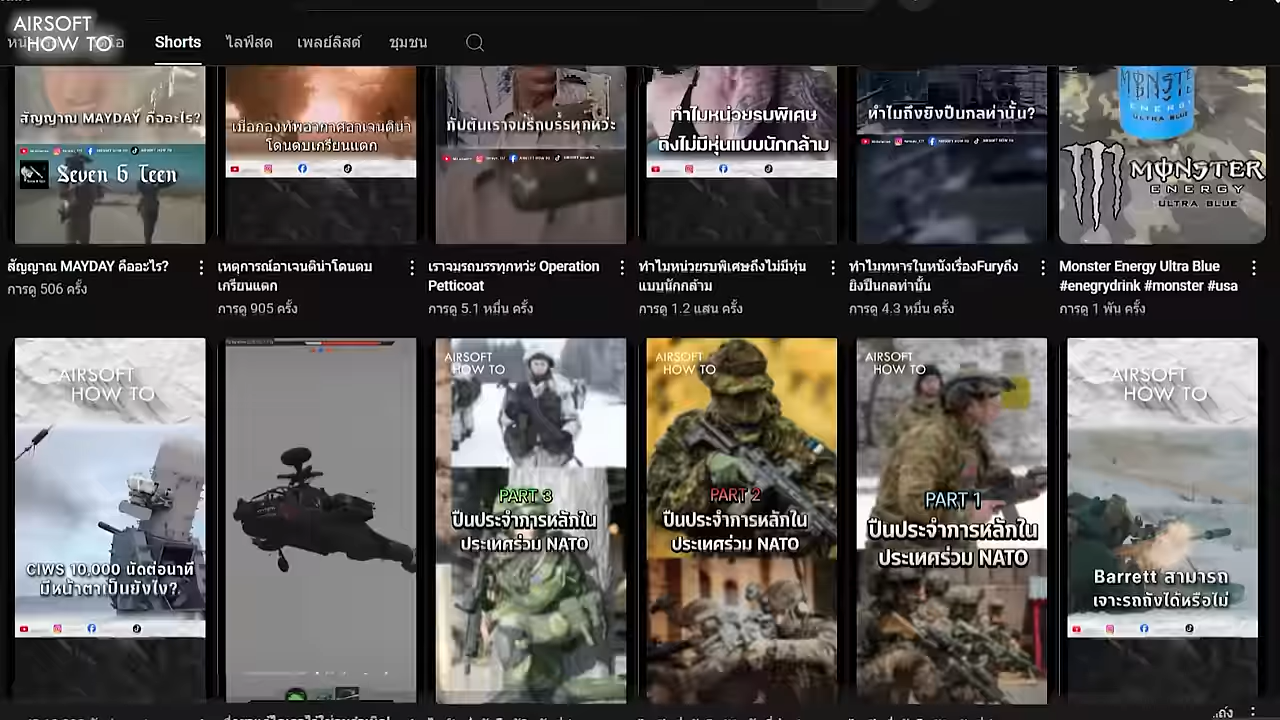 AIRSOFT
HOW TO
Shorts ไลฟ์สด เพลย์ลิสต์ ชุมชน
สัญญาณ MAYDAY คืออะไร?
Seven 6 Teen
เมื่อกองทัพอากาศอาเจนติน่า
โดนตบเกรียนแตก
กัปตันเราจมรถบรรทุกหว่ะ
ทำไมหน่วยรบพิเศษ
ถึงไม่มีหุ่นแบบนักกล้าม
ทำไมถึงยิงปืนกลเท่านั้น?
MONSTER
ENERGY
ULTRA BLUE
MONSTER
ENERGY
ULTRA BLUE
สัญญาณ MAYDAY คืออะไร?
การดู 506 ครั้ง
เหตุการณ์อาเจนติน่าโดนตบ
เกรียนแตก
การดู 905 ครั้ง
เราจมรถบรรทุกหว่ะ Operation
Petticoat
การดู 5.1 หมื่น ครั้ง
ทำไมหน่วยรบพิเศษถึงไม่มีหุ่น
แบบนักกล้าม
การดู 1.2 แสน ครั้ง
ทำไมทหารในหนังเรื่องFuryถึง
ยิงปืนกลเท่านั้น
การดู 4.3 หมื่น ครั้ง
Monster Energy Ultra Blue
#enegrydrink #monster #usa
การดู 1 พัน ครั้ง
AIRSOFT
HOW TO
CIWS 10,000 นัดต่อนาที
มีหน้าตาเป็นยังไง?
AIRSOFT
HOW TO
PART 3
ปืนประจำการหลักใน
ประเทศร่วม NATO
AIRSOFT
HOW TO
PART 2
ปืนประจำการหลักใน
ประเทศร่วม NATO
AIRSOFT
HOW TO
PART 1
ปืนประจำการหลักใน
ประเทศร่วม NATO
AIRSOFT
HOW TO
Barrett สามารถ
เจาะรถถังได้หรือไม่